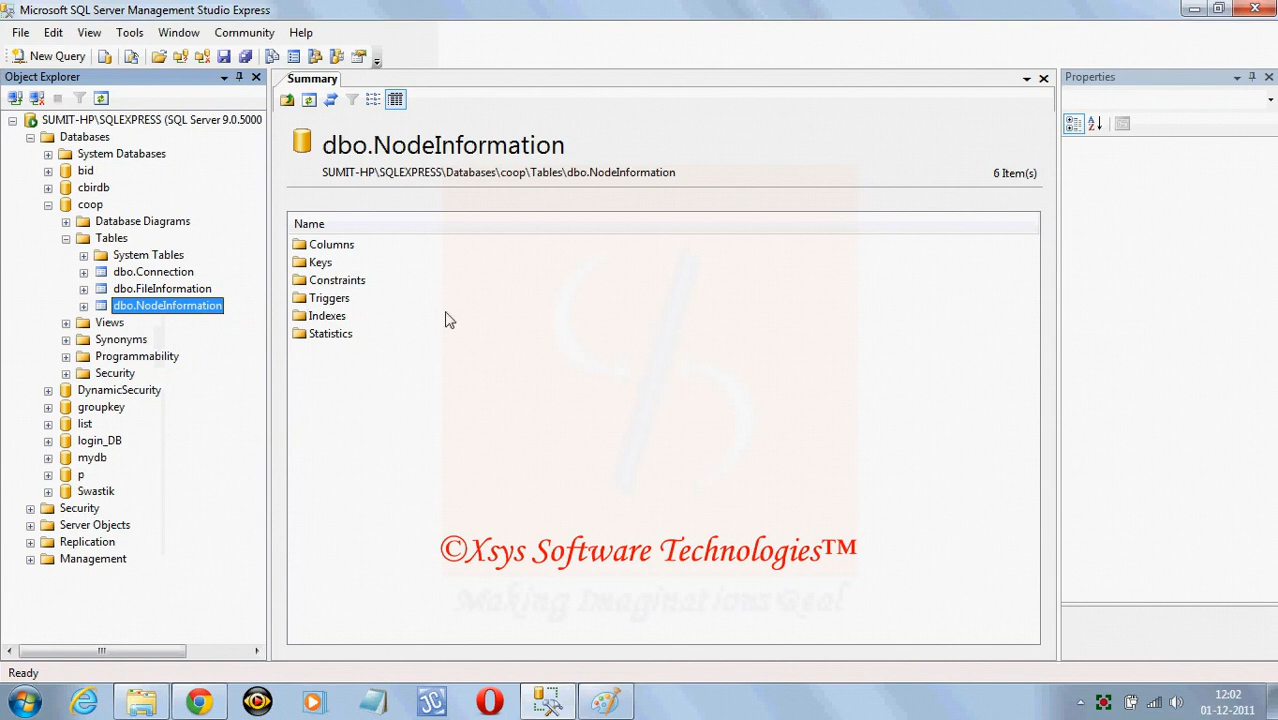 Microsoft SQL Server Management Studio Express
File Edit View Tools Window Community Help
New Query
Object Explorer
SUMIT-HP\SQLEXPRESS (SQL Server 9.0.5000
Databases
System Databases
bid
cbirdb
coop
Database Diagrams
Tables
System Tables
dbo.Connection
dbo.FileInformation
dbo.NodeInformation
Views
Synonyms
Programmability
Security
DynamicSecurity
groupkey
list
login_DB
mydb
p
Swastik
Security
Server Objects
Replication
Management
Summary
dbo.NodeInformation
SUMIT-HP\SQLEXPRESS\Databases\coop\Tables\dbo.NodeInformation 6 Item(s)
Name
Columns
Keys
Constraints
Triggers
Indexes
Statistics
©Xsys Software Technologies™
Making Imaginations Real
Properties
Ready
JC
12:02
01-12-2011